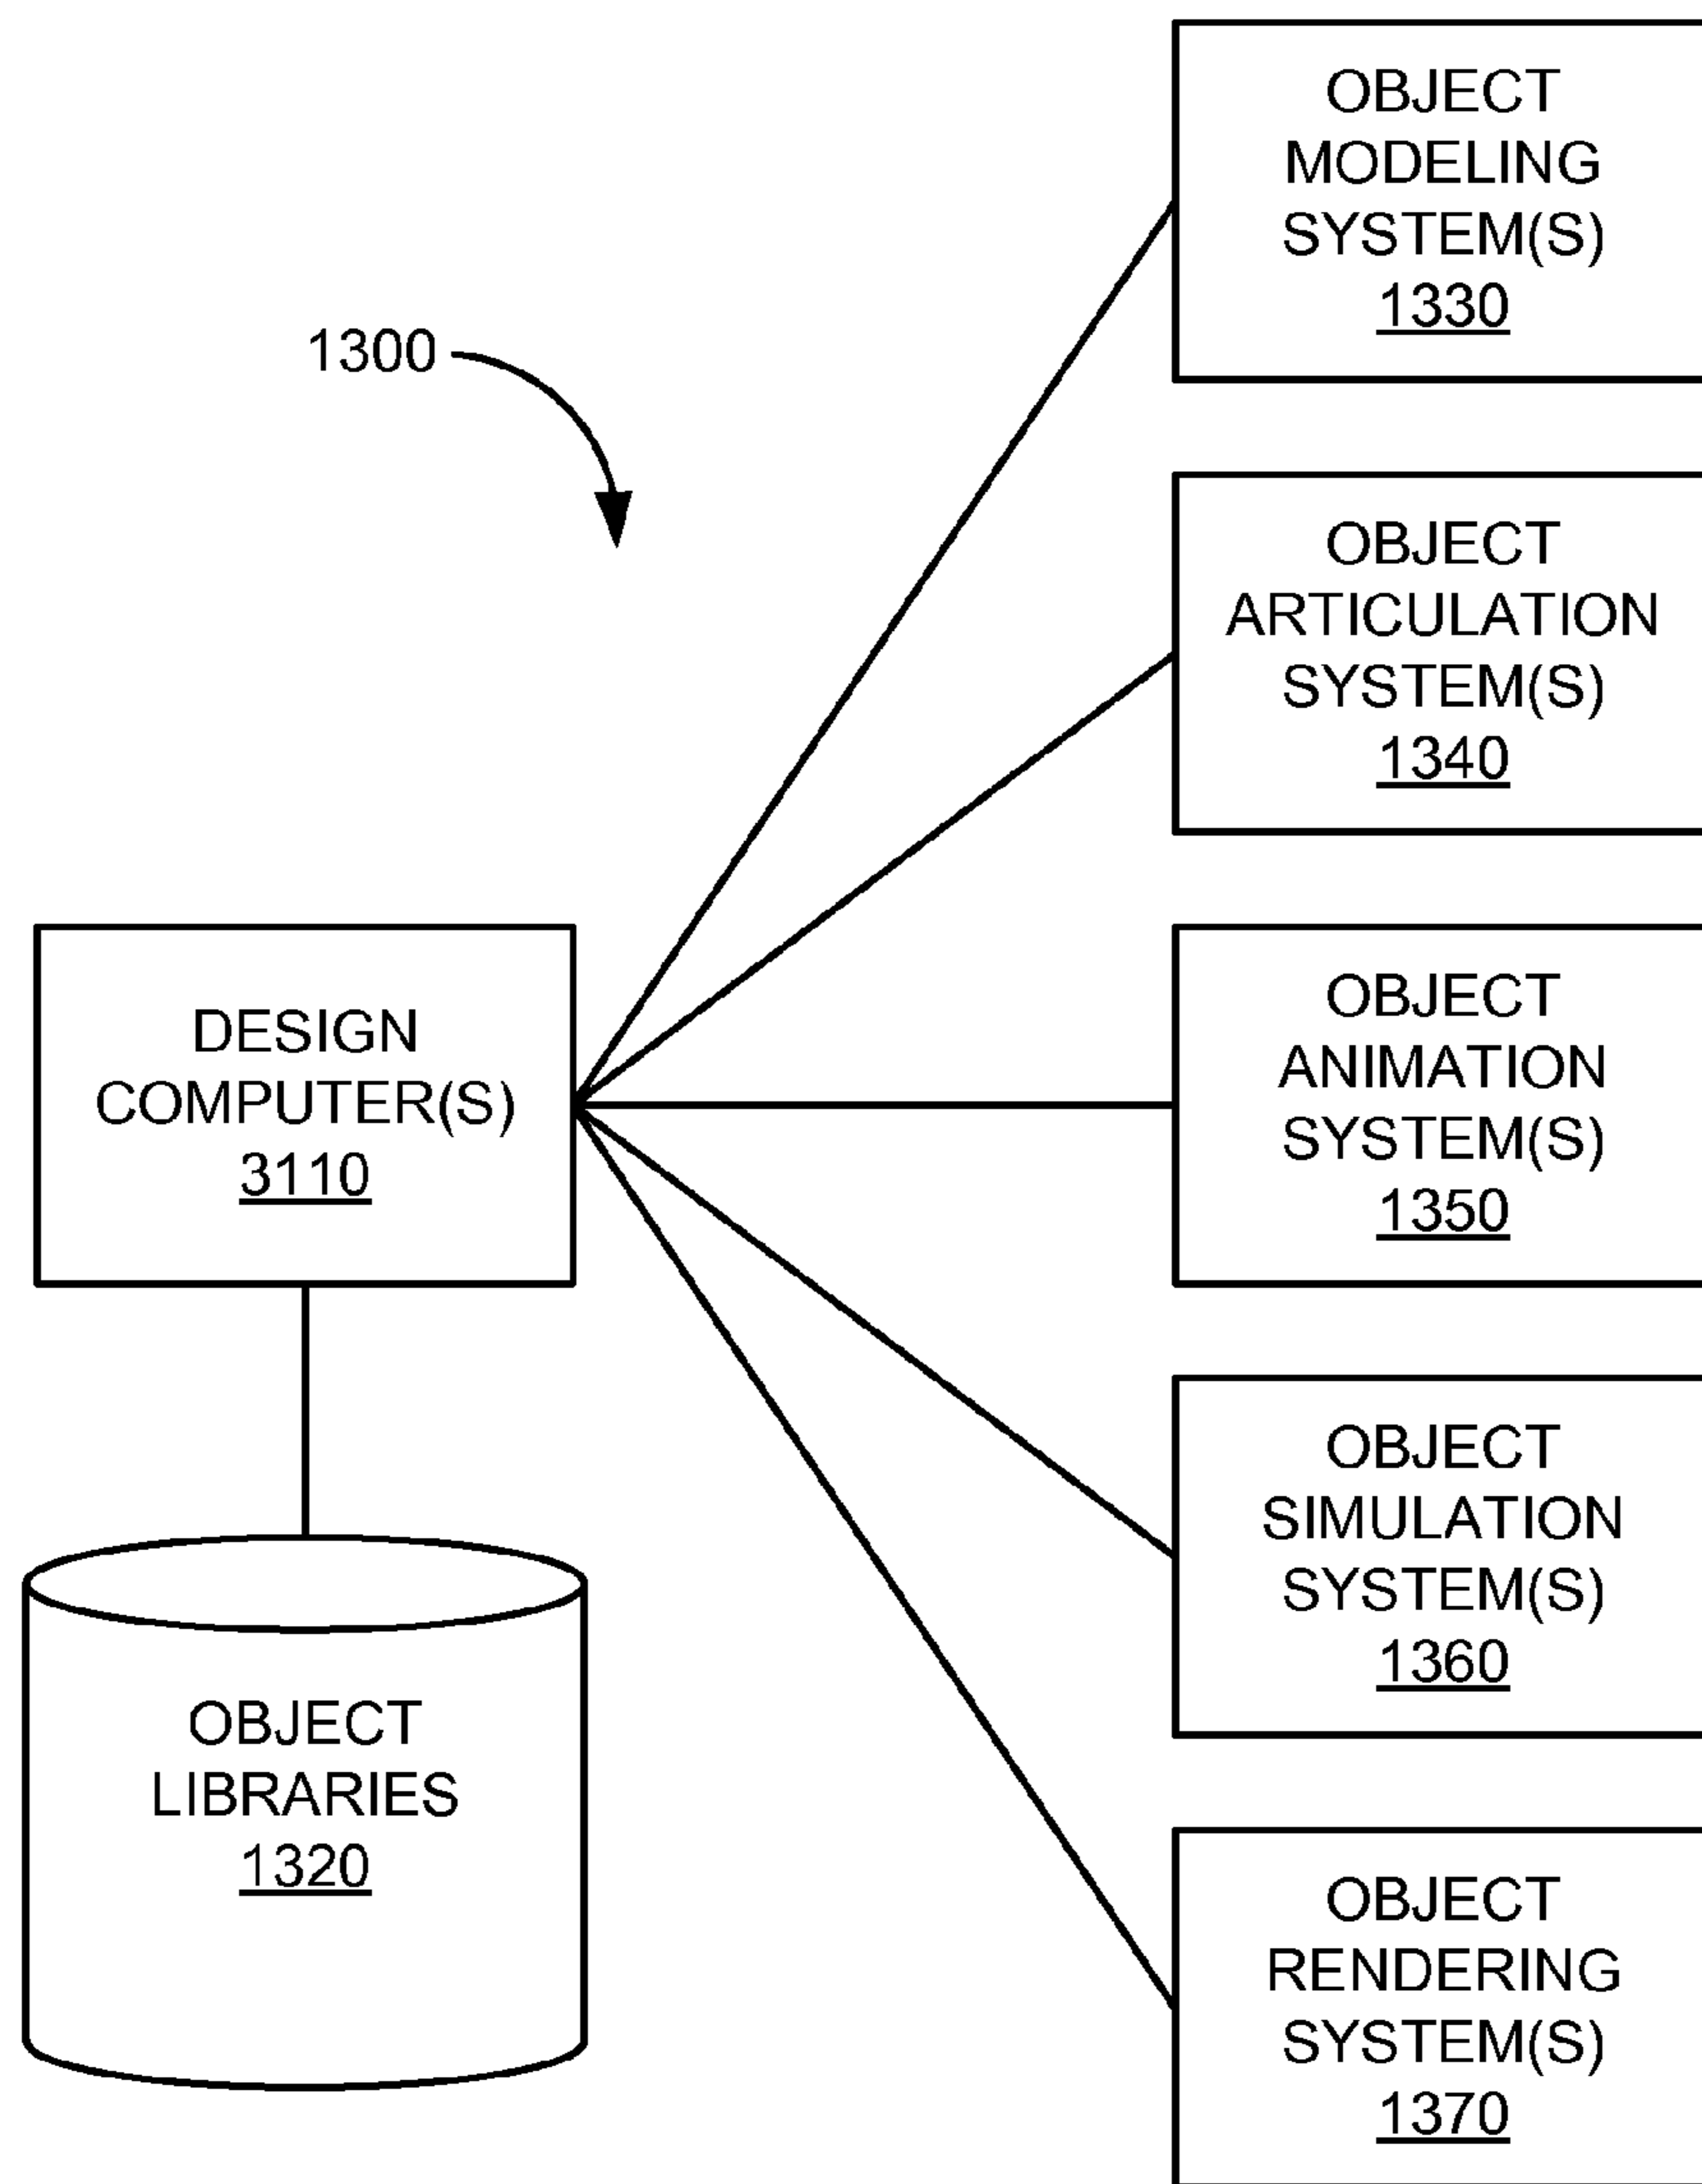 1300
OBJECT
MODELING
SYSTEM(S)
1330
OBJECT
ARTICULATION
SYSTEM(S)
1340
DESIGN
COMPUTER(S)
3110
OBJECT
ANIMATION
SYSTEM(S)
1350
OBJECT
SIMULATION
SYSTEM(S)
1360
OBJECT
LIBRARIES
1320
OBJECT
RENDERING
SYSTEM(S)
1370